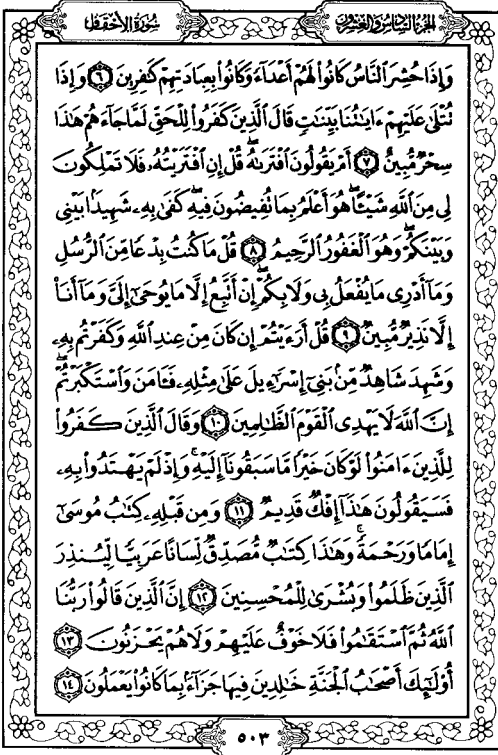 الجزء السادس والعشرون
سورة الأحقاف
وَإِذَا حُشِرَ ٱلنَّاسُ كَانُوا۟ لَهُمْ أَعْدَآءً وَكَانُوا۟ بِعِبَادَتِهِمْ كَٰفِرِينَ ٦ وَإِذَا
تُتْلَىٰ عَلَيْهِمْ ءَايَٰتُنَا بَيِّنَٰتٍ قَالَ ٱلَّذِينَ كَفَرُوا۟ لِلْحَقِّ لَمَّا جَآءَهُمْ هَٰذَا
سِحْرٌ مُّبِينٌ ٧ أَمْ يَقُولُونَ ٱفْتَرَىٰهُ ۖ قُلْ إِنِ ٱفْتَرَيْتُهُۥ فَلَا تَمْلِكُونَ
لِى مِنَ ٱللَّهِ شَيْـًٔا ۖ هُوَ أَعْلَمُ بِمَا تُفِيضُونَ فِيهِ ۖ كَفَىٰ بِهِۦ شَهِيدًۢا بَيْنِى
وَبَيْنَكُمْ ۖ وَهُوَ ٱلْغَفُورُ ٱلرَّحِيمُ ٨ قُلْ مَا كُنتُ بِدْعًا مِّنَ ٱلرُّسُلِ
وَمَآ أَدْرِى مَا يُفْعَلُ بِى وَلَا بِكُمْ ۖ إِنْ أَتَّبِعُ إِلَّا مَا يُوحَىٰٓ إِلَىَّ وَمَآ أَنَا۠
إِلَّا نَذِيرٌ مُّبِينٌ ٩ قُلْ أَرَءَيْتُمْ إِن كَانَ مِنْ عِندِ ٱللَّهِ وَكَفَرْتُم بِهِۦ
وَشَهِدَ شَاهِدٌ مِّنۢ بَنِىٓ إِسْرَٰٓءِيلَ عَلَىٰ مِثْلِهِۦ فَـَٔامَنَ وَٱسْتَكْبَرْتُمْ ۖ
إِنَّ ٱللَّهَ لَا يَهْدِى ٱلْقَوْمَ ٱلظَّٰلِمِينَ ١٠ وَقَالَ ٱلَّذِينَ كَفَرُوا۟
لِلَّذِينَ ءَامَنُوا۟ لَوْ كَانَ خَيْرًا مَّا سَبَقُونَآ إِلَيْهِ ۚ وَإِذْ لَمْ يَهْتَدُوا۟ بِهِۦ
فَسَيَقُولُونَ هَٰذَآ إِفْكٌ قَدِيمٌ ١١ وَمِن قَبْلِهِۦ كِتَٰبُ مُوسَىٰٓ
إِمَامًا وَرَحْمَةً ۚ وَهَٰذَا كِتَٰبٌ مُّصَدِّقٌ لِّسَانًا عَرَبِيًّا لِّيُنذِرَ
ٱلَّذِينَ ظَلَمُوا۟ وَبُشْرَىٰ لِلْمُحْسِنِينَ ١٢ إِنَّ ٱلَّذِينَ قَالُوا۟ رَبُّنَا
ٱللَّهُ ثُمَّ ٱسْتَقَٰمُوا۟ فَلَا خَوْفٌ عَلَيْهِمْ وَلَا هُمْ يَحْزَنُونَ ١٣
أُو۟لَٰٓئِكَ أَصْحَٰبُ ٱلْجَنَّةِ خَٰلِدِينَ فِيهَا جَزَآءًۢ بِمَا كَانُوا۟ يَعْمَلُونَ ١٤
٥٠٣